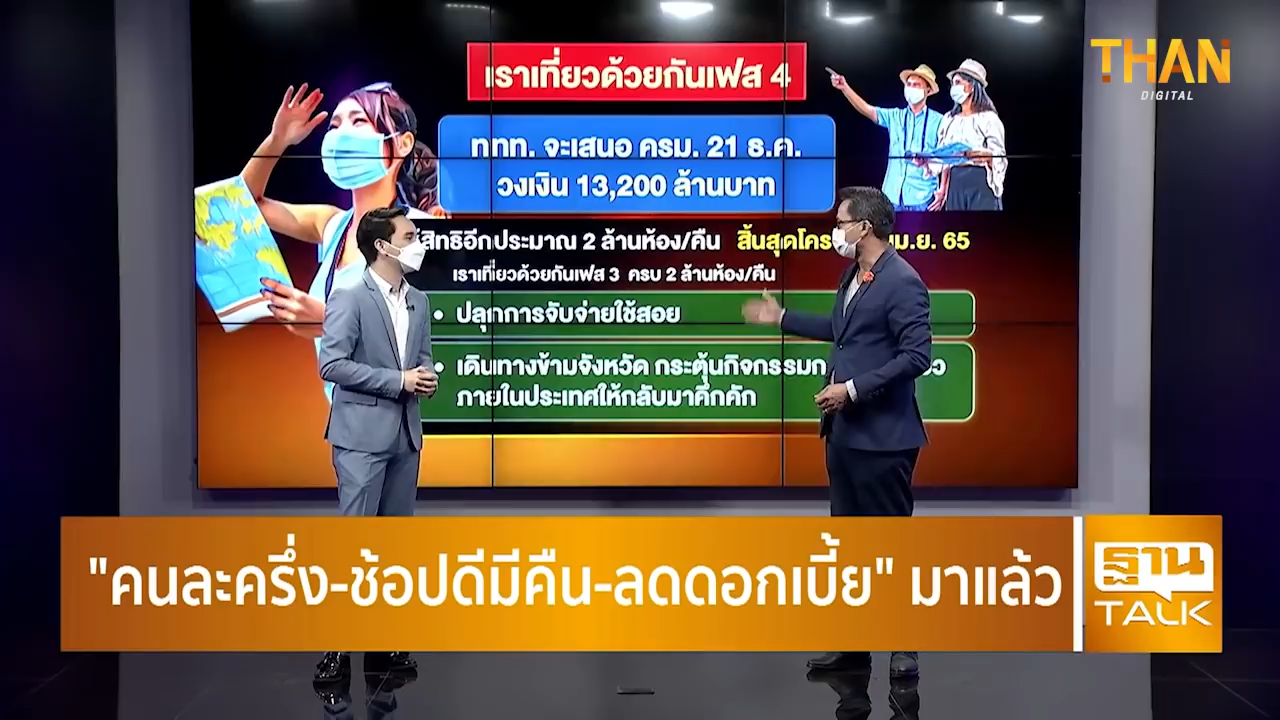 THAN
DIGITAL
เราเที่ยวด้วยกันเฟส 4
ททท. จะเสนอ ครม. 21 ธ.ค.
วงเงิน 13,200 ล้านบาท
สิทธิอีกประมาณ 2 ล้านห้อง/คืน สิ้นสุดโคร ม.ย. 65
เราเที่ยวด้วยกันเฟส 3 ครบ 2 ล้านห้อง/คืน
• ปลุกการจับจ่ายใช้สอย
• เดินทางข้ามจังหวัด กระตุ้นกิจกรรมก
ภายในประเทศให้กลับมาคึกคัก
"คนละครึ่ง-ช้อปดีมีคืน-ลดดอกเบี้ย" มาแล้ว
ฐาน
TALK